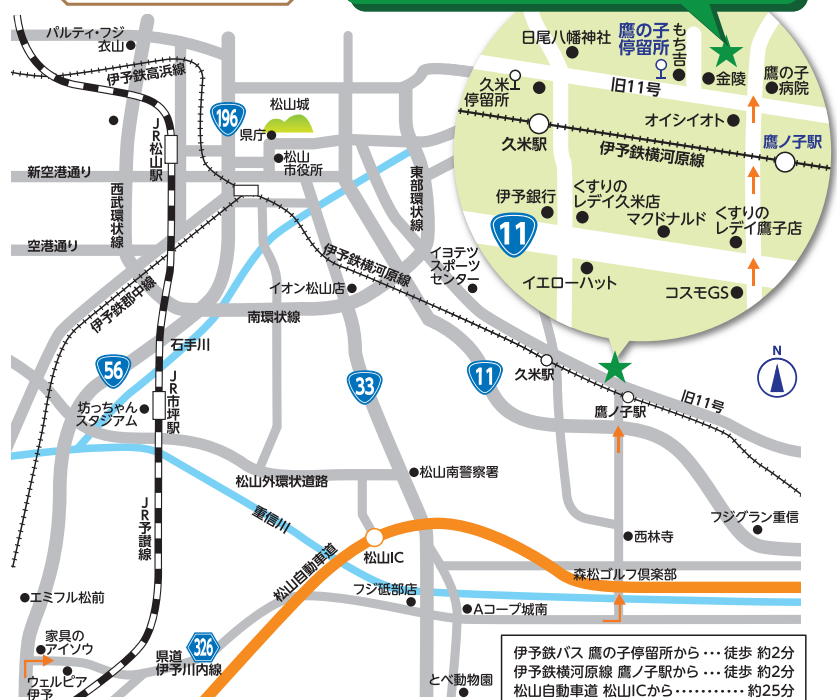 パルティ・フジ
衣山
伊予鉄高浜線
196
松山城
県庁
松山
市役所
JR松山駅
新空港通り
西武環状線
空港通り
東部環状線
伊予鉄郡中線
伊予鉄横河原線
イヨテツ
スポーツ
センター
イオン松山店
南環状線
石手川
56
33
11
JR市坪駅
坊っちゃん
スタジアム
久米駅
鷹ノ子駅
旧11号
N
松山外環状道路
松山南警察署
重信川
JR予讃線
松山IC
松山自動車道
西林寺
フジグラン重信
森松ゴルフ倶楽部
フジ砥部店
Aコープ城南
エミフル松前
家具の
アイソウ
ウェルピア
伊予
県道
伊予川内線
326
とべ動物園
日尾八幡神社
鷹の子
停留所
もち吉
久米
停留所
旧11号
金陵
鷹の子
病院
オイシイオト
久米駅
伊予鉄横河原線
鷹ノ子駅
伊予銀行
くすりの
レデイ久米店
マクドナルド
くすりの
レデイ鷹子店
11
イエローハット
コスモGS
伊予鉄バス 鷹の子停留所から … 徒歩 約2分
伊予鉄横河原線 鷹ノ子駅から … 徒歩 約2分
松山自動車道 松山ICから ………… 約25分